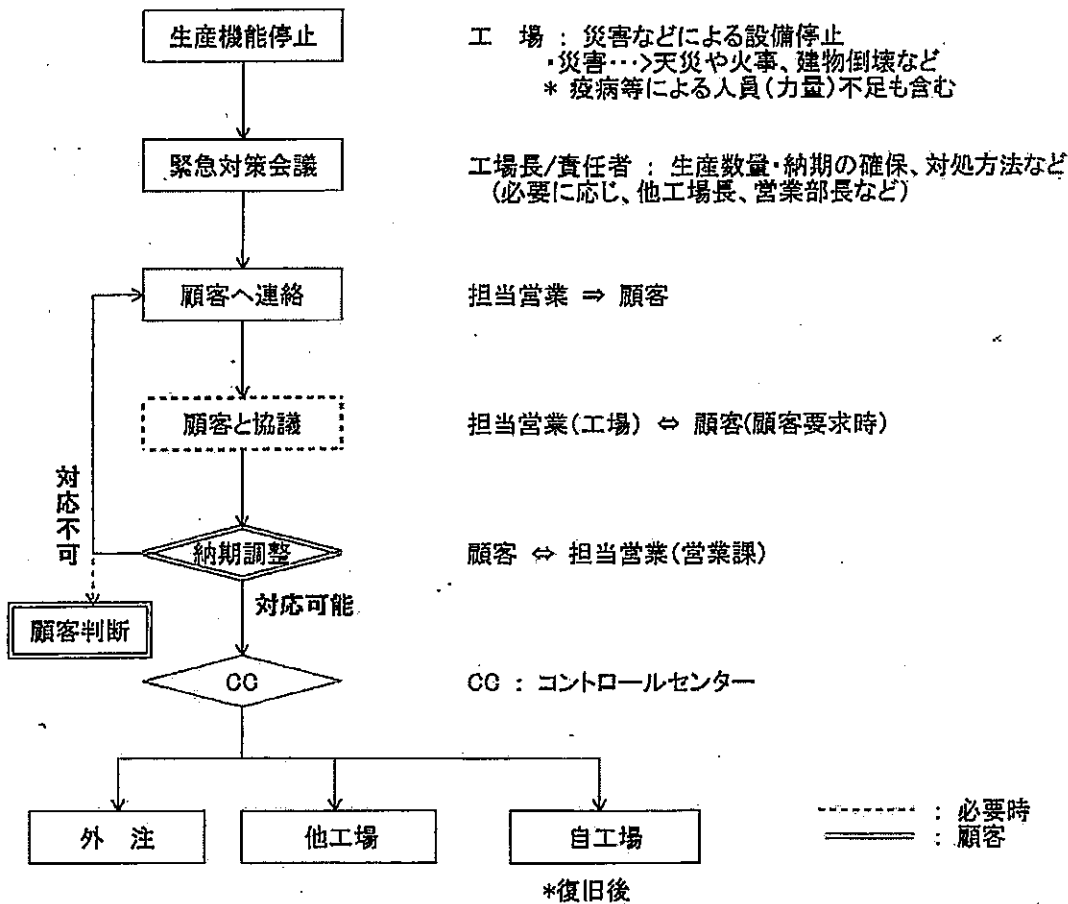 生産機能停止
工　場 : 災害などによる設備停止
・災害…>天災や火事、建物倒壊など
* 疫病等による人員(力量)不足も含む
緊急対策会議
工場長/責任者 : 生産数量・納期の確保、対処方法など
(必要に応じ、他工場長、営業部長など)
顧客へ連絡
担当営業 ⇒ 顧客
顧客と協議
担当営業(工場) ⇔ 顧客(顧客要求時)
対応不可
納期調整
顧客 ⇔ 担当営業(営業課)
対応可能
顧客判断
CC
CC : コントロールセンター
外　注
他工場
自工場
*復旧後
: 必要時
: 顧客